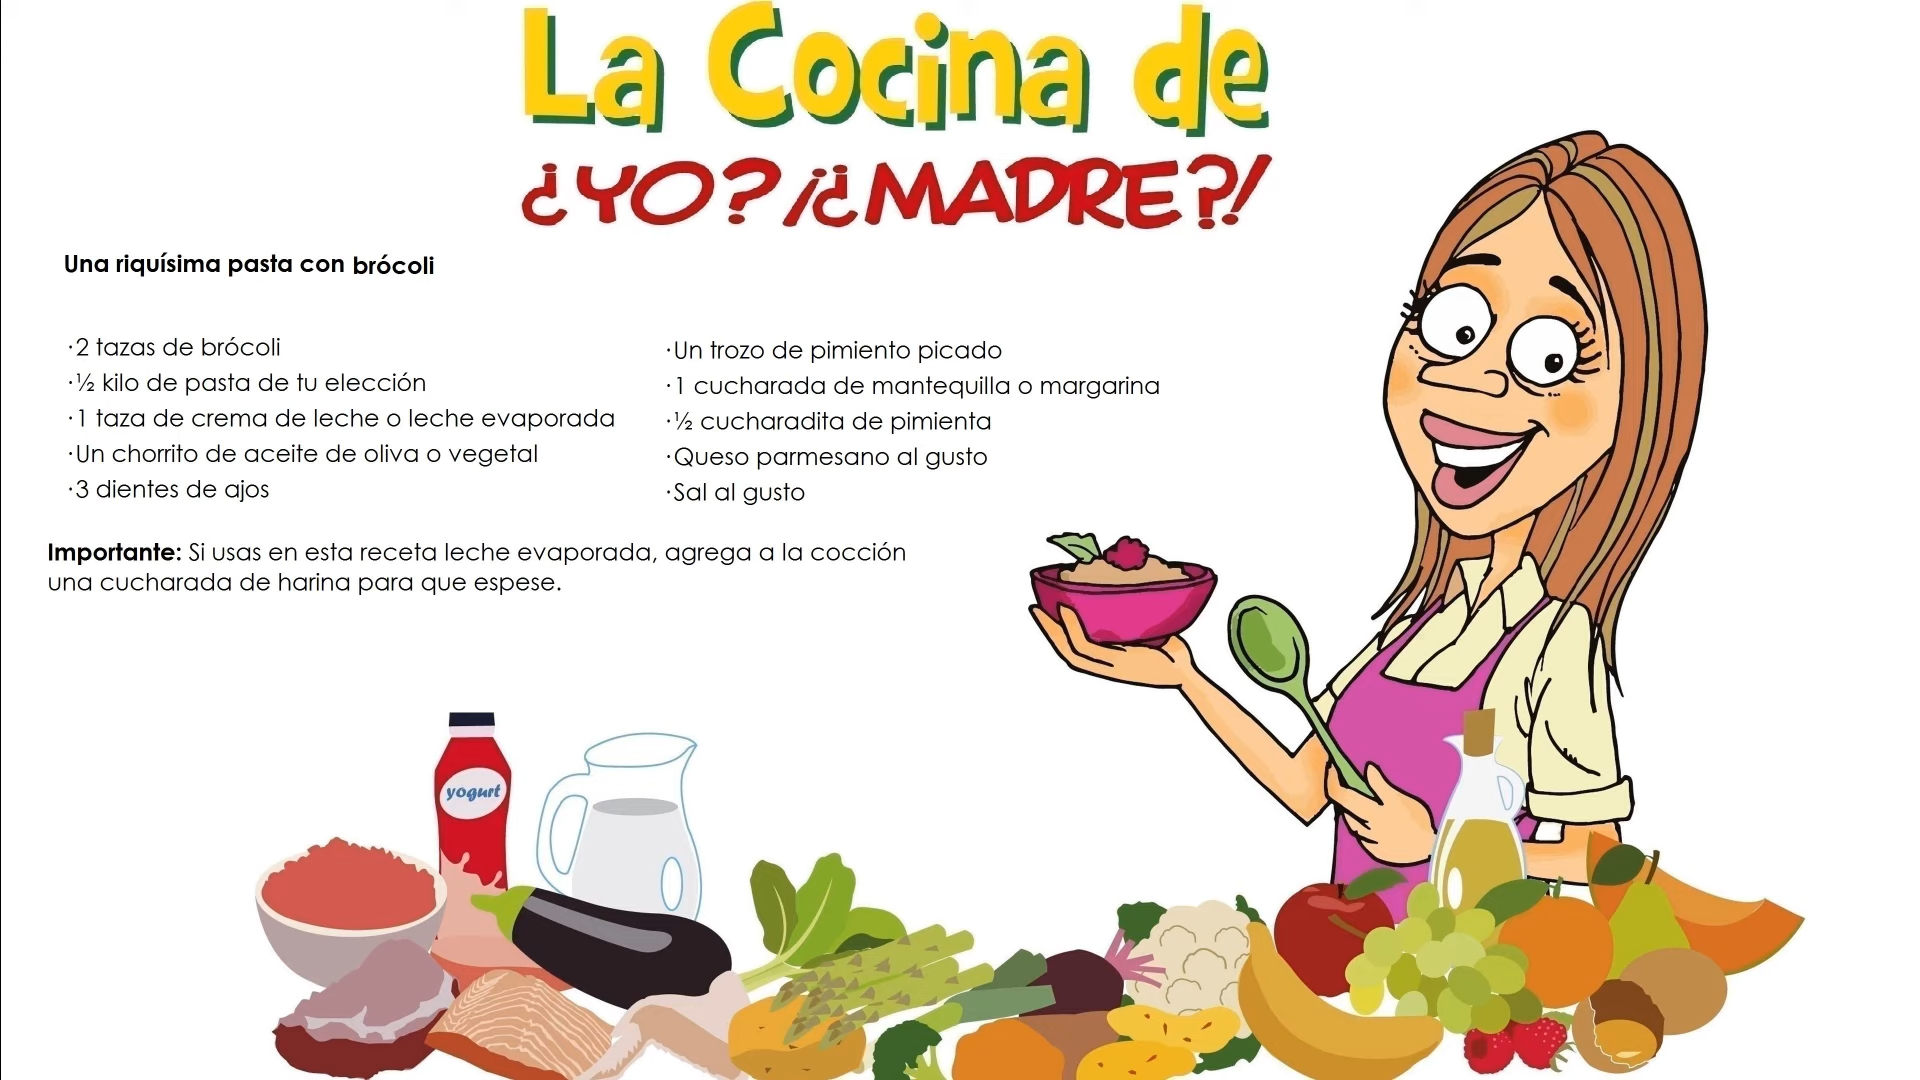 La Cocina de
¿YO? /¿MADRE?!
Una riquísima pasta con brócoli
·2 tazas de brócoli
·½ kilo de pasta de tu elección
·1 taza de crema de leche o leche evaporada
·Un chorrito de aceite de oliva o vegetal
·3 dientes de ajos
·Un trozo de pimiento picado
·1 cucharada de mantequilla o margarina
·½ cucharadita de pimienta
·Queso parmesano al gusto
·Sal al gusto
Importante: Si usas en esta receta leche evaporada, agrega a la cocción
una cucharada de harina para que espese.
yogurt